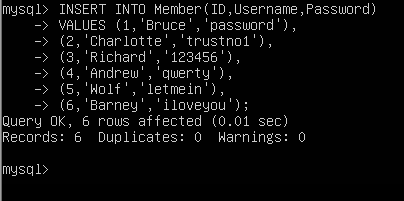 mysql> INSERT INTO Member(ID,Username,Password)
    -> VALUES (1,'Bruce','password'),
    -> (2,'Charlotte','trustno1'),
    -> (3,'Richard','123456'),
    -> (4,'Andrew','qwerty'),
    -> (5,'Wolf','letmein'),
    -> (6,'Barney','iloveyou');
Query OK, 6 rows affected (0.01 sec)
Records: 6  Duplicates: 0  Warnings: 0
mysql>